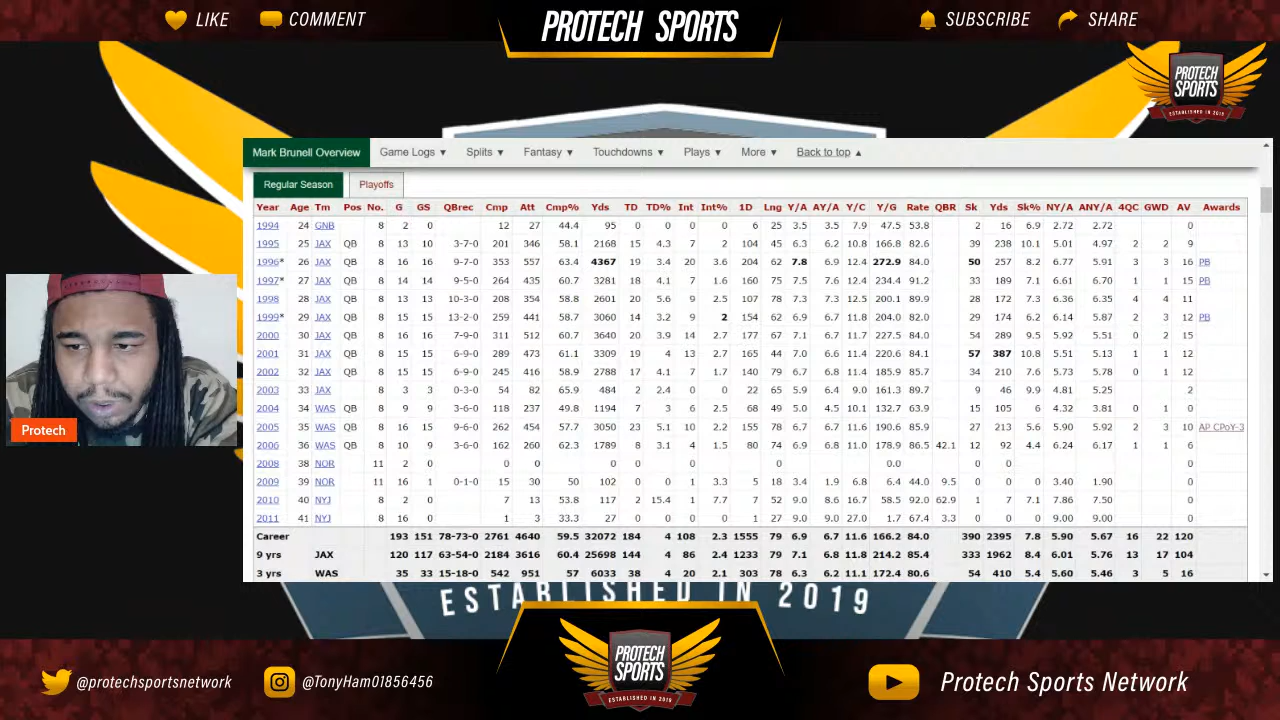 LIKE COMMENT PROTECH SPORTS SUBSCRIBE SHARE
PROTECH SPORTS
ESTABLISHED IN 2019
Mark Brunell Overview Game Logs ▼ Splits ▼ Fantasy ▼ Touchdowns ▼ Plays ▼ More ▼ Back to top ▲
Regular Season Playoffs
Year Age Tm Pos No. G GS QBrec Cmp Att Cmp% Yds TD TD% Int Int% 1D Lng Y/A AY/A Y/C Y/G Rate QBR Sk Yds Sk% NY/A ANY/A 4QC GWD AV Awards
1994 24 GNB 8 2 0 12 27 44.4 95 0 0 0 0 6 25 3.5 3.5 7.9 47.5 53.8 2 16 6.9 2.72 2.72 0
1995 25 JAX QB 8 13 10 3-7-0 201 346 58.1 2168 15 4.3 7 2 104 45 6.3 6.2 10.8 166.8 82.6 39 238 10.1 5.01 4.97 2 2 9
1996* 26 JAX QB 8 16 16 9-7-0 353 557 63.4 4367 19 3.4 20 3.6 204 62 7.8 6.9 12.4 272.9 84.0 50 257 8.2 6.77 5.91 3 3 16 PB
1997* 27 JAX QB 8 14 14 9-5-0 264 435 60.7 3281 18 4.1 7 1.6 160 75 7.5 7.6 12.4 234.4 91.2 33 189 7.1 6.61 6.70 1 1 15 PB
1998 28 JAX QB 8 13 13 10-3-0 208 354 58.8 2601 20 5.6 9 2.5 107 78 7.3 7.3 12.5 200.1 89.9 28 172 7.3 6.36 6.35 4 4 11
1999* 29 JAX QB 8 15 15 13-2-0 259 441 58.7 3060 14 3.2 9 2 154 62 6.9 6.7 11.8 204.0 82.0 29 174 6.2 6.14 5.87 2 3 12 PB
2000 30 JAX QB 8 16 16 7-9-0 311 512 60.7 3640 20 3.9 14 2.7 177 67 7.1 6.7 11.7 227.5 84.0 54 289 9.5 5.92 5.51 0 2 14
2001 31 JAX QB 8 15 15 6-9-0 289 473 61.1 3309 19 4 13 2.7 165 44 7.0 6.6 11.4 220.6 84.1 57 387 10.8 5.51 5.13 1 1 12
2002 32 JAX QB 8 15 15 6-9-0 245 416 58.9 2788 17 4.1 7 1.7 140 79 6.7 6.8 11.4 185.9 85.7 34 210 7.6 5.73 5.78 0 1 12
2003 33 JAX 8 3 3 0-3-0 54 82 65.9 484 2 2.4 0 0 22 65 5.9 6.4 9.0 161.3 89.7 9 46 9.9 4.81 5.25 2
2004 34 WAS QB 8 9 9 3-6-0 118 237 49.8 1194 7 3 6 2.5 68 49 5.0 4.5 10.1 132.7 63.9 15 105 6 4.32 3.81 0 1 0
2005 35 WAS QB 8 16 15 9-6-0 262 454 57.7 3050 23 5.1 10 2.2 155 78 6.7 6.7 11.6 190.6 85.9 27 213 5.6 5.90 5.92 2 3 10 AP CPoY-3
2006 36 WAS QB 8 10 9 3-6-0 162 260 62.3 1789 8 3.1 4 1.5 80 74 6.9 6.8 11.0 178.9 86.5 42.1 12 92 4.4 6.24 6.17 1 1 6
2008 38 NOR 11 2 0 0 0 0 0 0 0 0.0 0 0 0
2009 39 NOR 11 16 1 0-1-0 15 30 50 102 0 0 1 3.3 5 18 3.4 1.9 6.8 6.4 44.0 9.5 0 0 0 3.40 1.90 0
2010 40 NYJ 8 2 0 7 13 53.8 117 2 15.4 1 7.7 7 52 9.0 8.6 16.7 58.5 92.0 62.9 1 7 7.1 7.86 7.50 0
2011 41 NYJ 8 16 0 1 3 33.3 27 0 0 0 0 1 27 9.0 9.0 27.0 1.7 67.4 3.3 0 0 0 9.00 9.00 0
Career 193 151 78-73-0 2761 4640 59.5 32072 184 4 108 2.3 1555 79 6.9 6.7 11.6 166.2 84.0 390 2395 7.8 5.90 5.67 16 22 120
9 yrs JAX 120 117 63-54-0 2184 3616 60.4 25698 144 4 86 2.4 1233 79 7.1 6.8 11.8 214.2 85.4 333 1962 8.4 6.01 5.76 13 17 104
3 yrs WAS 35 33 15-18-0 542 951 57 6033 38 4 20 2.1 303 78 6.3 6.2 11.1 172.4 80.6 54 410 5.4 5.60 5.46 3 5 16
Protech
ESTABLISHED IN 2019
PROTECH SPORTS
ESTABLISHED IN 2019
@protechsportsnetwork @TonyHam01856456 Protech Sports Network